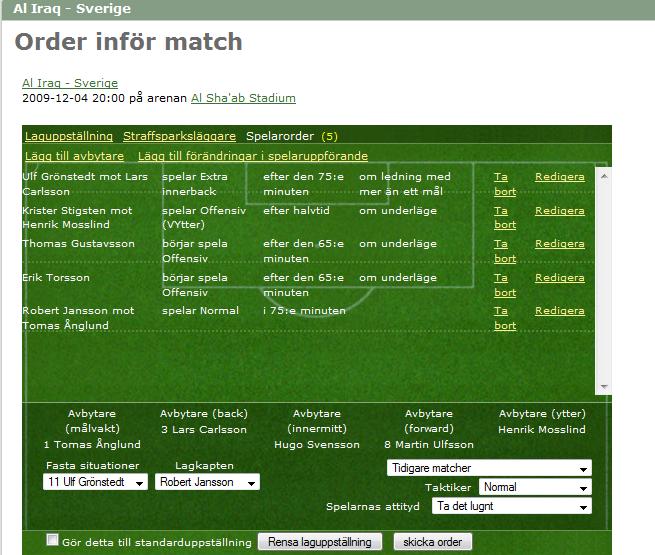 Al Iraq - Sverige
Order inför match
Al Iraq - Sverige
2009-12-04 20:00 på arenan Al Sha'ab Stadium
Laguppställning Straffsparksläggare Spelarorder (5)
Lägg till avbytare Lägg till förändringar i spelaruppförande
Ulf Grönstedt mot Lars Carlsson spelar Extra innerback efter den 75:e minuten om ledning med mer än ett mål Ta bort Redigera
Krister Stigsten mot Henrik Mosslind spelar Offensiv (VYtter) efter halvtid om underläge Ta bort Redigera
Thomas Gustavsson börjar spela Offensiv efter den 65:e minuten om underläge Ta bort Redigera
Erik Torsson börjar spela Offensiv efter den 65:e minuten om underläge Ta bort Redigera
Robert Jansson mot Tomas Ånglund spelar Normal i 75:e minuten Ta bort Redigera
Avbytare (målvakt) 1 Tomas Ånglund
Avbytare (back) 3 Lars Carlsson
Avbytare (innermitt) Hugo Svensson
Avbytare (forward) 8 Martin Ulfsson
Avbytare (ytter) Henrik Mosslind
Fasta situationer Lagkapten
11 Ulf Grönstedt Robert Jansson Tidigare matcher
Taktiker Normal
Spelarnas attityd Ta det lugnt
Gör detta till standarduppställning Rensa laguppställning skicka order